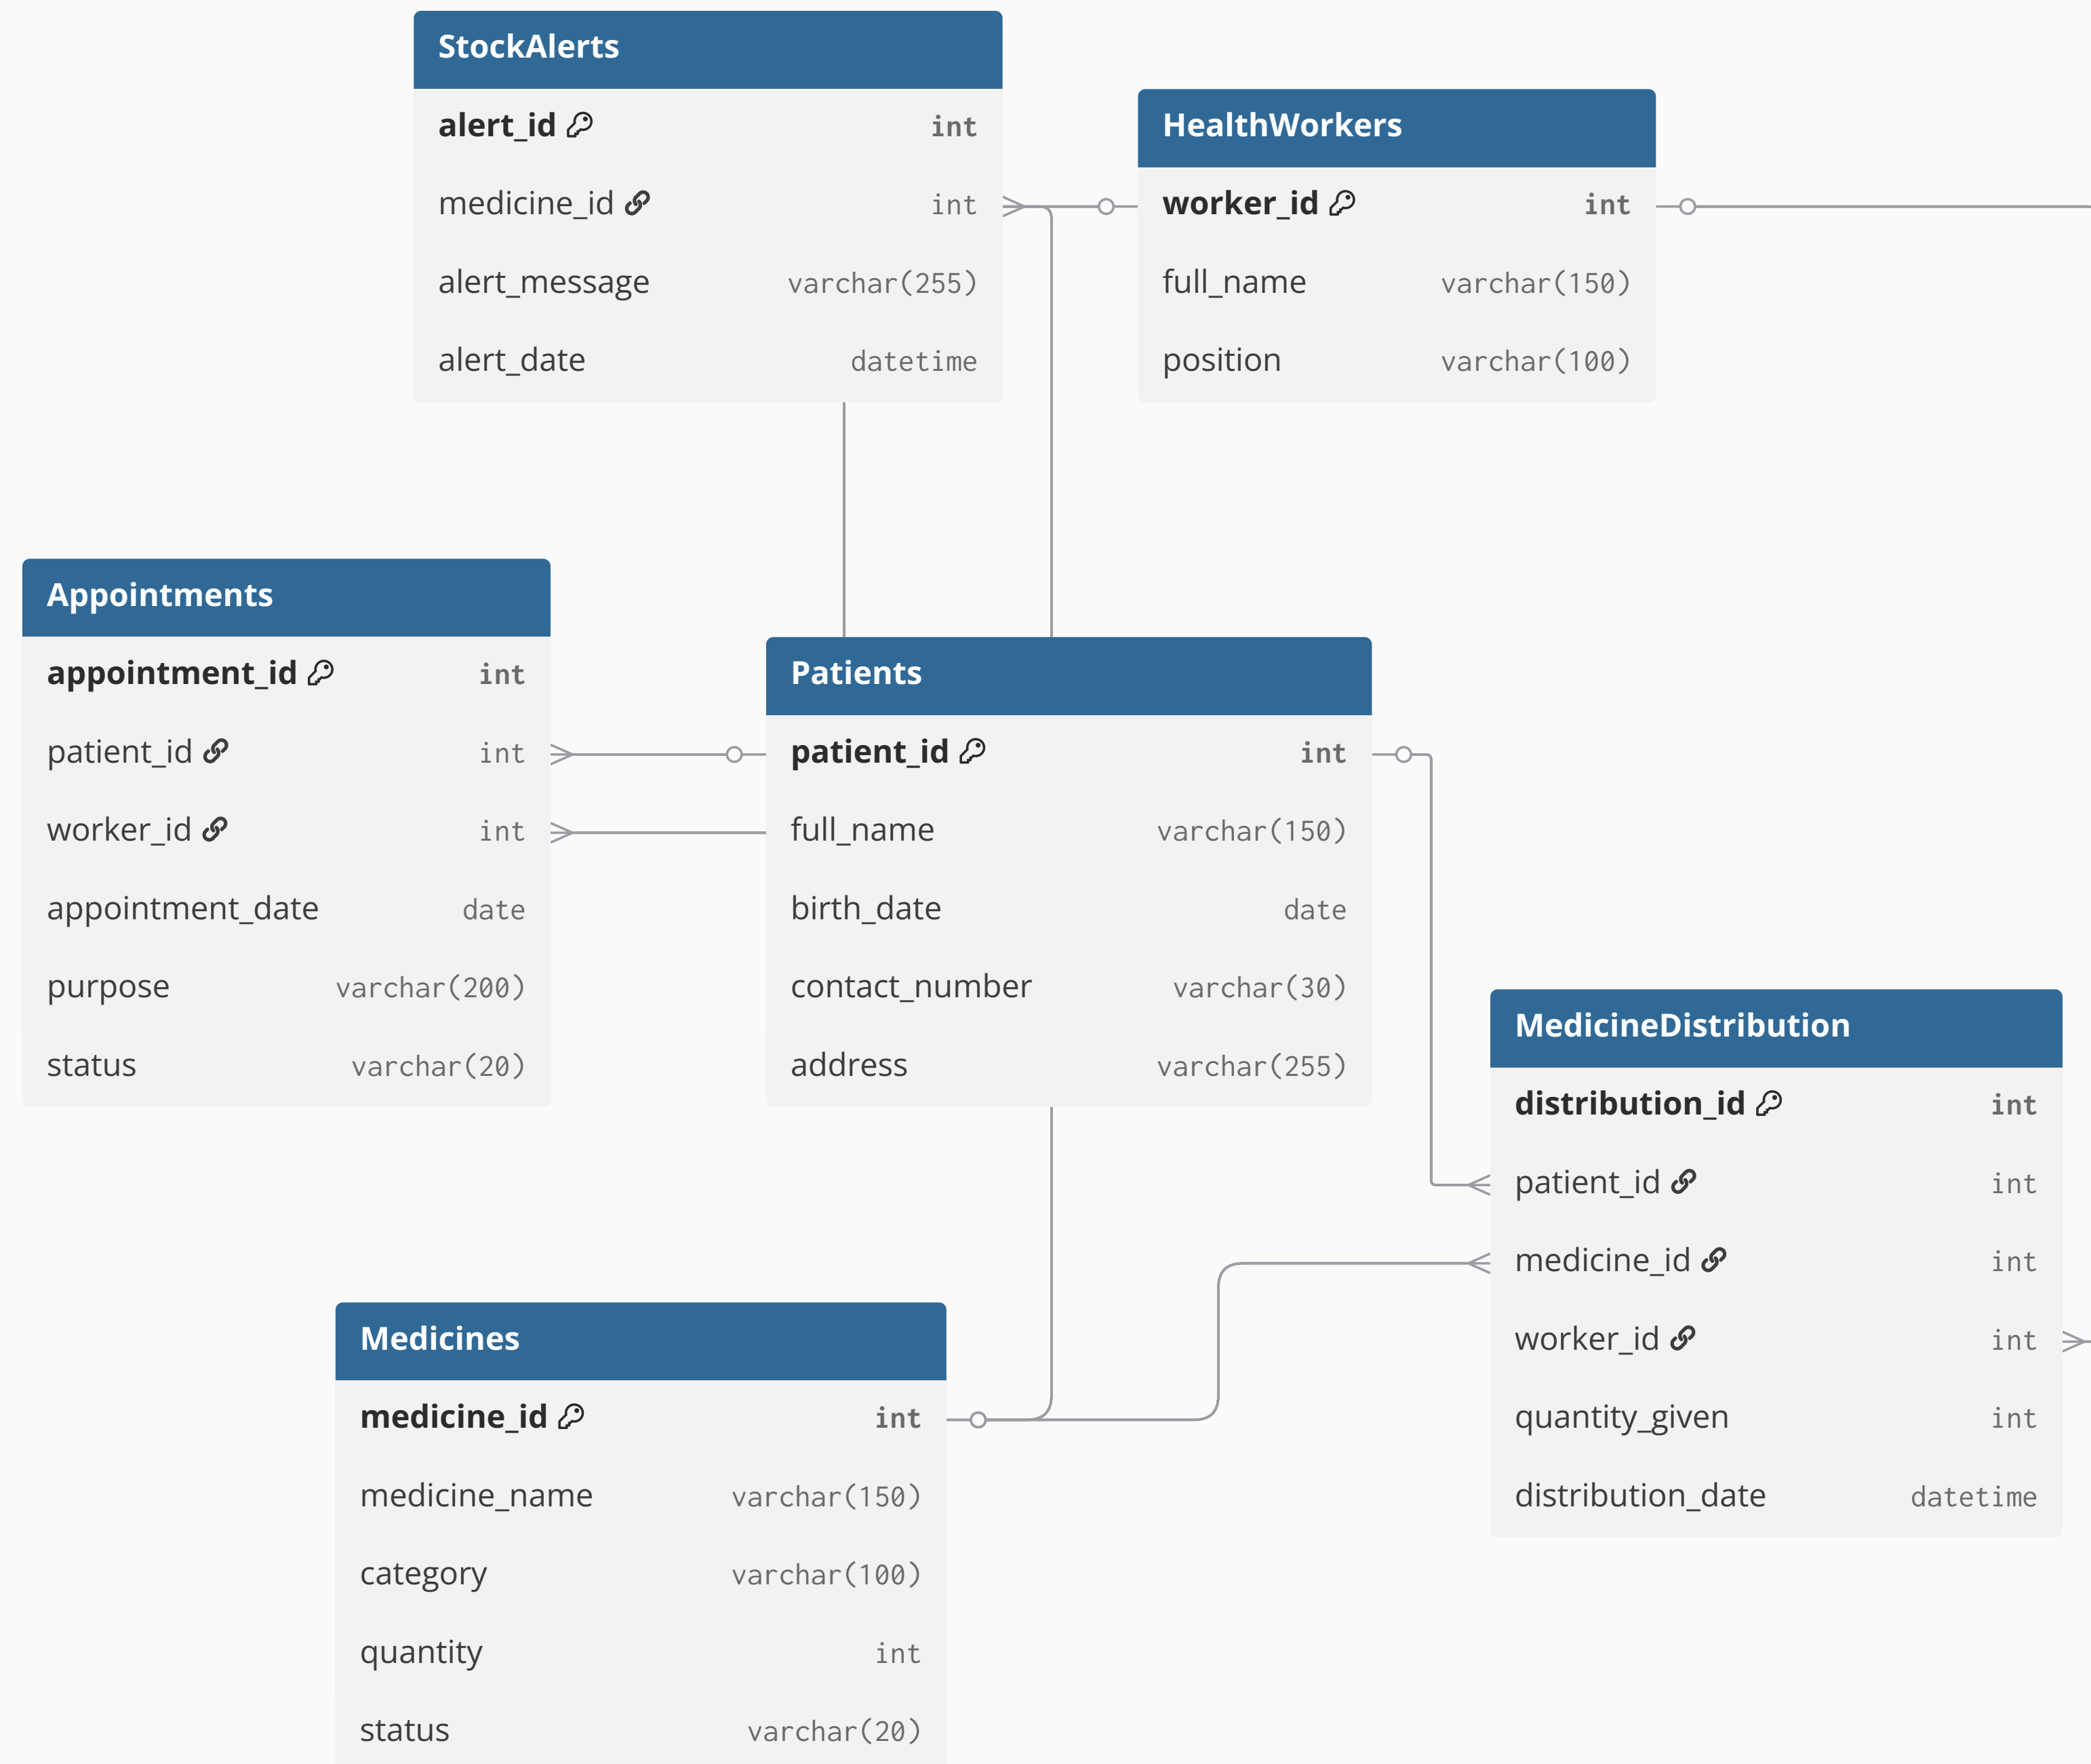 StockAlerts
alert_id int
medicine_id int
alert_message varchar(255)
alert_date datetime
HealthWorkers
worker_id int
full_name varchar(150)
position varchar(100)
Appointments
appointment_id int
patient_id int
worker_id int
appointment_date date
purpose varchar(200)
status varchar(20)
Patients
patient_id int
full_name varchar(150)
birth_date date
contact_number varchar(30)
address varchar(255)
MedicineDistribution
distribution_id int
patient_id int
medicine_id int
worker_id int
quantity_given int
distribution_date datetime
Medicines
medicine_id int
medicine_name varchar(150)
category varchar(100)
quantity int
status varchar(20)